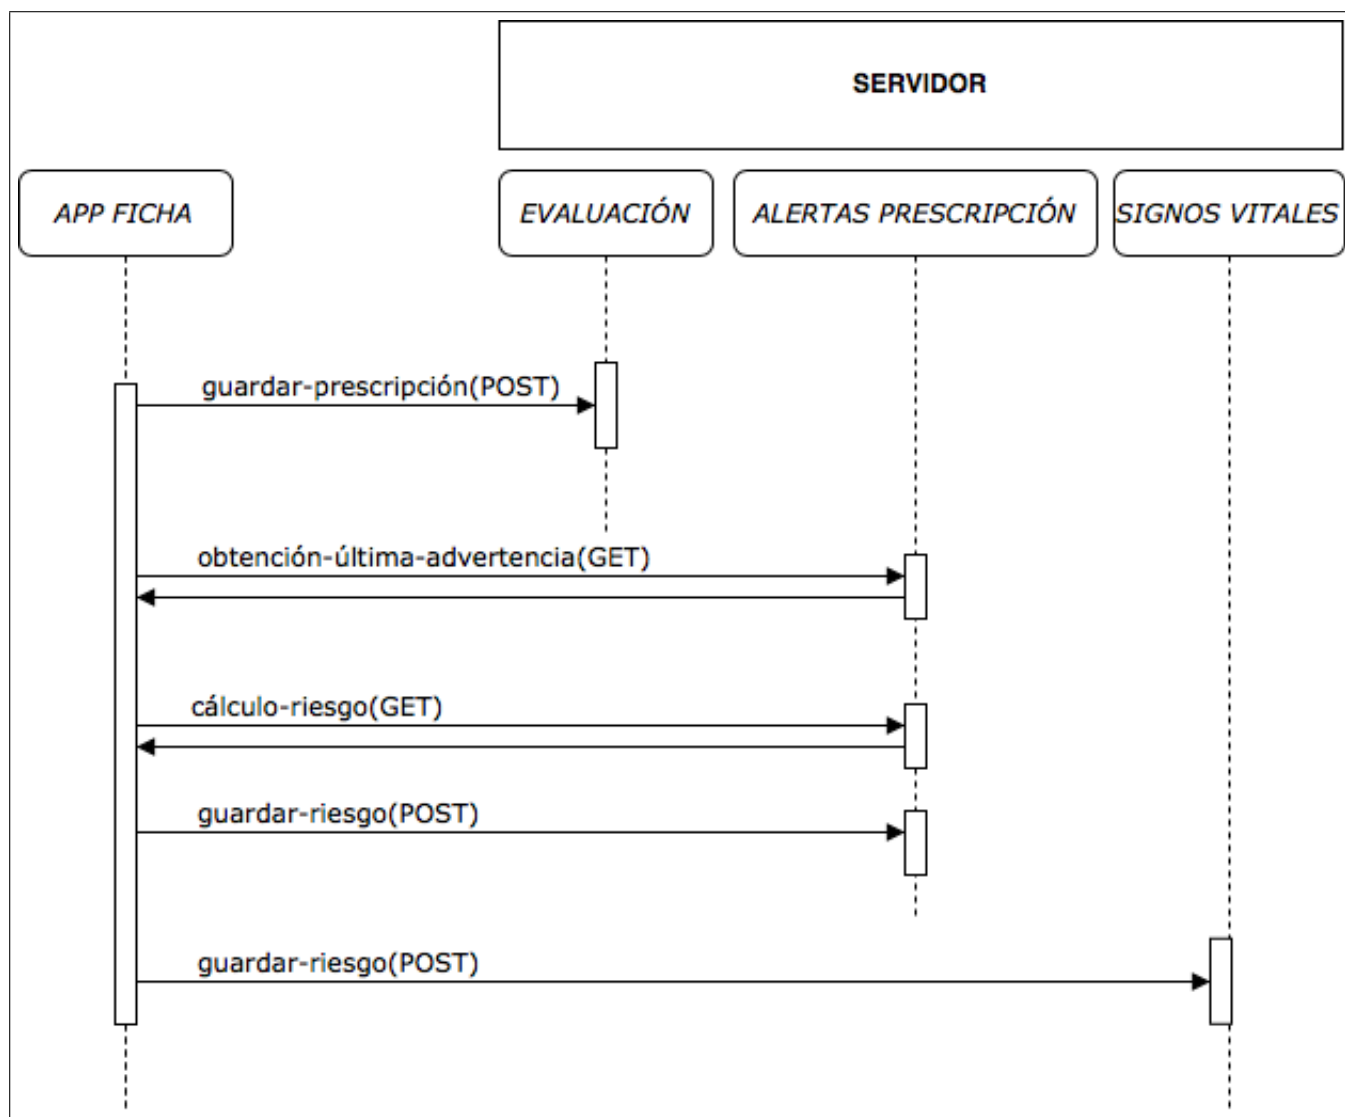 SERVIDOR
APP FICHA
EVALUACIÓN
ALERTAS PRESCRIPCIÓN
SIGNOS VITALES
guardar-prescripción(POST)
obtención-última-advertencia(GET)
cálculo-riesgo(GET)
guardar-riesgo(POST)
guardar-riesgo(POST)